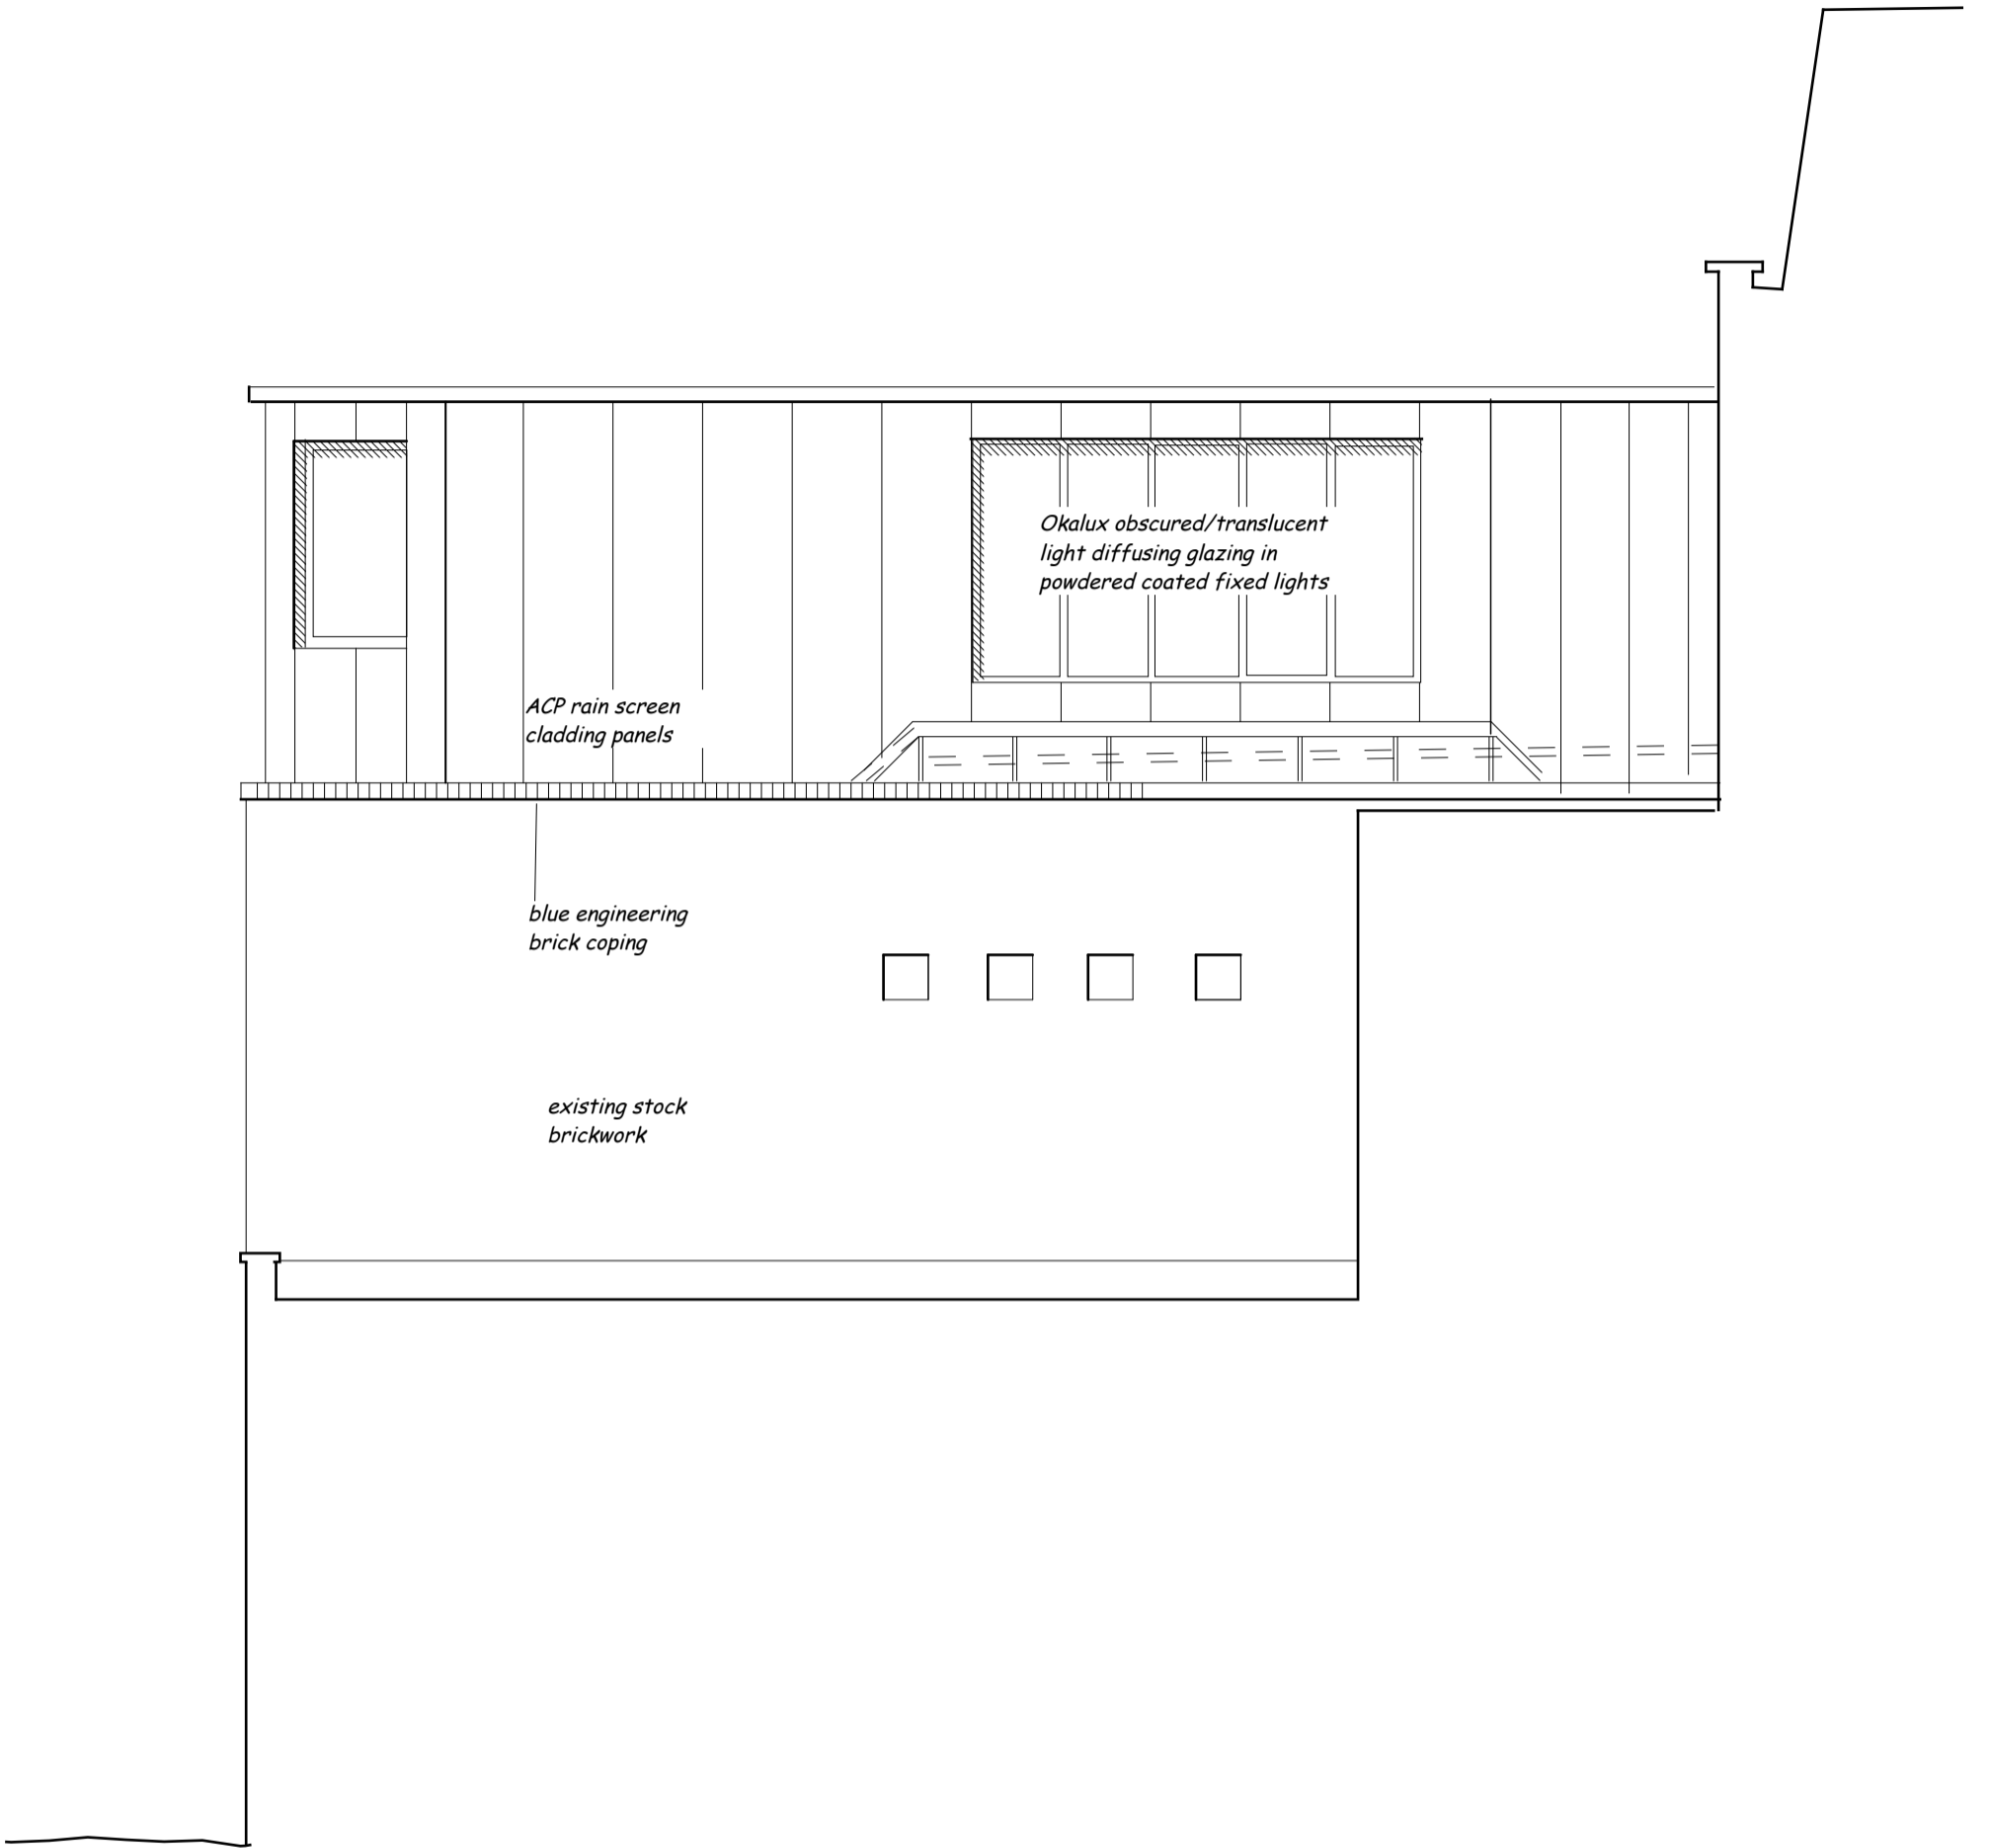 Okalux obscured/translucent
light diffusing glazing in
powdered coated fixed lights
ACP rain screen
cladding panels
blue engineering
brick coping
existing stock
brickwork